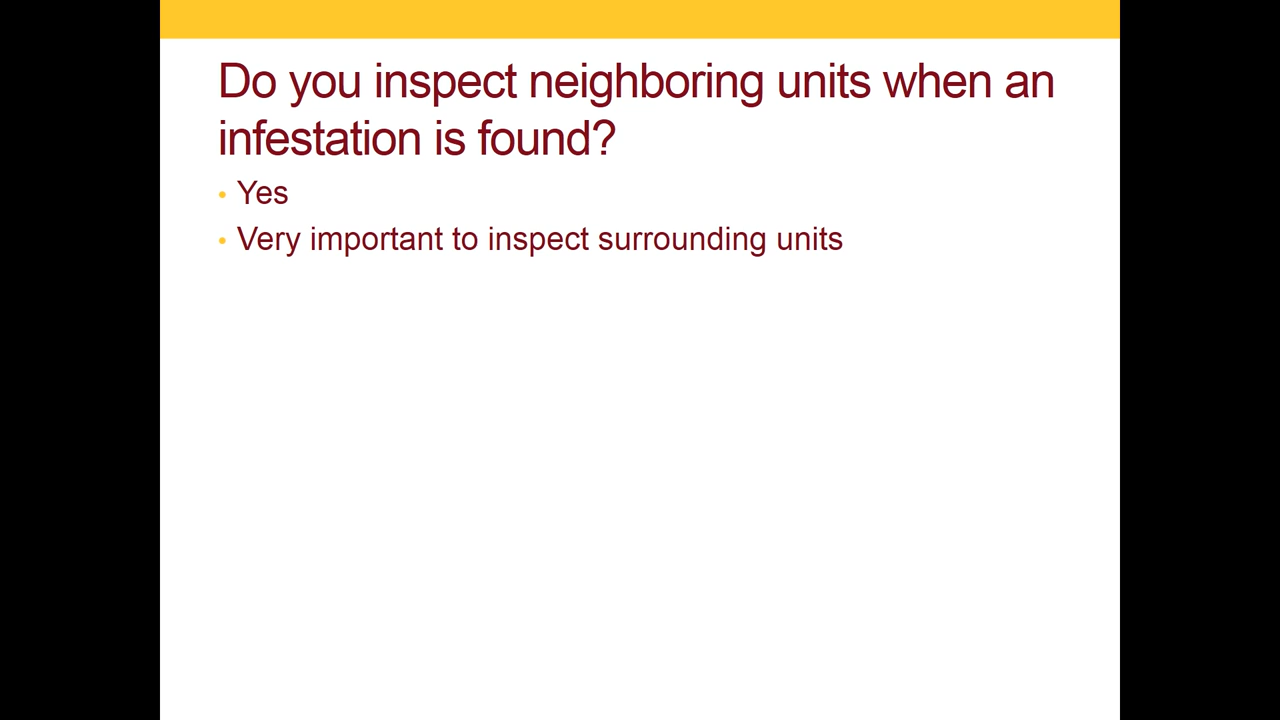 Do you inspect neighboring units when an
infestation is found?
• Yes
• Very important to inspect surrounding units